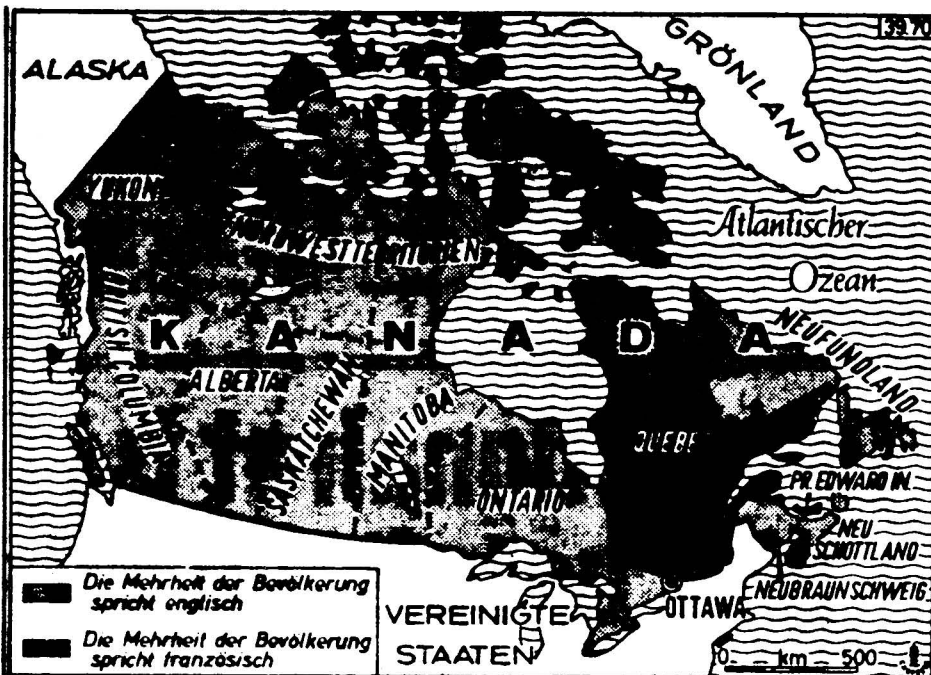 39.70
ALASKA
GRÖNLAND
YUKON
NORDWESTTERRITORIEN
Atlantischer
Ozean
KANADA
NEUFUNDLAND
COLUMBIA
ALBERTA
SASKATCHEWAN
MANITOBA
ONTARIO
QUEBE
PR. EDWARD IN.
NEU
SCHOTTLAND
NEUBRAUNSCHWEIG
OTTAWA
VEREINIGTE
STAATEN
Die Mehrheit der Bevölkerung
spricht englisch
Die Mehrheit der Bevölkerung
spricht französisch
0 km 500